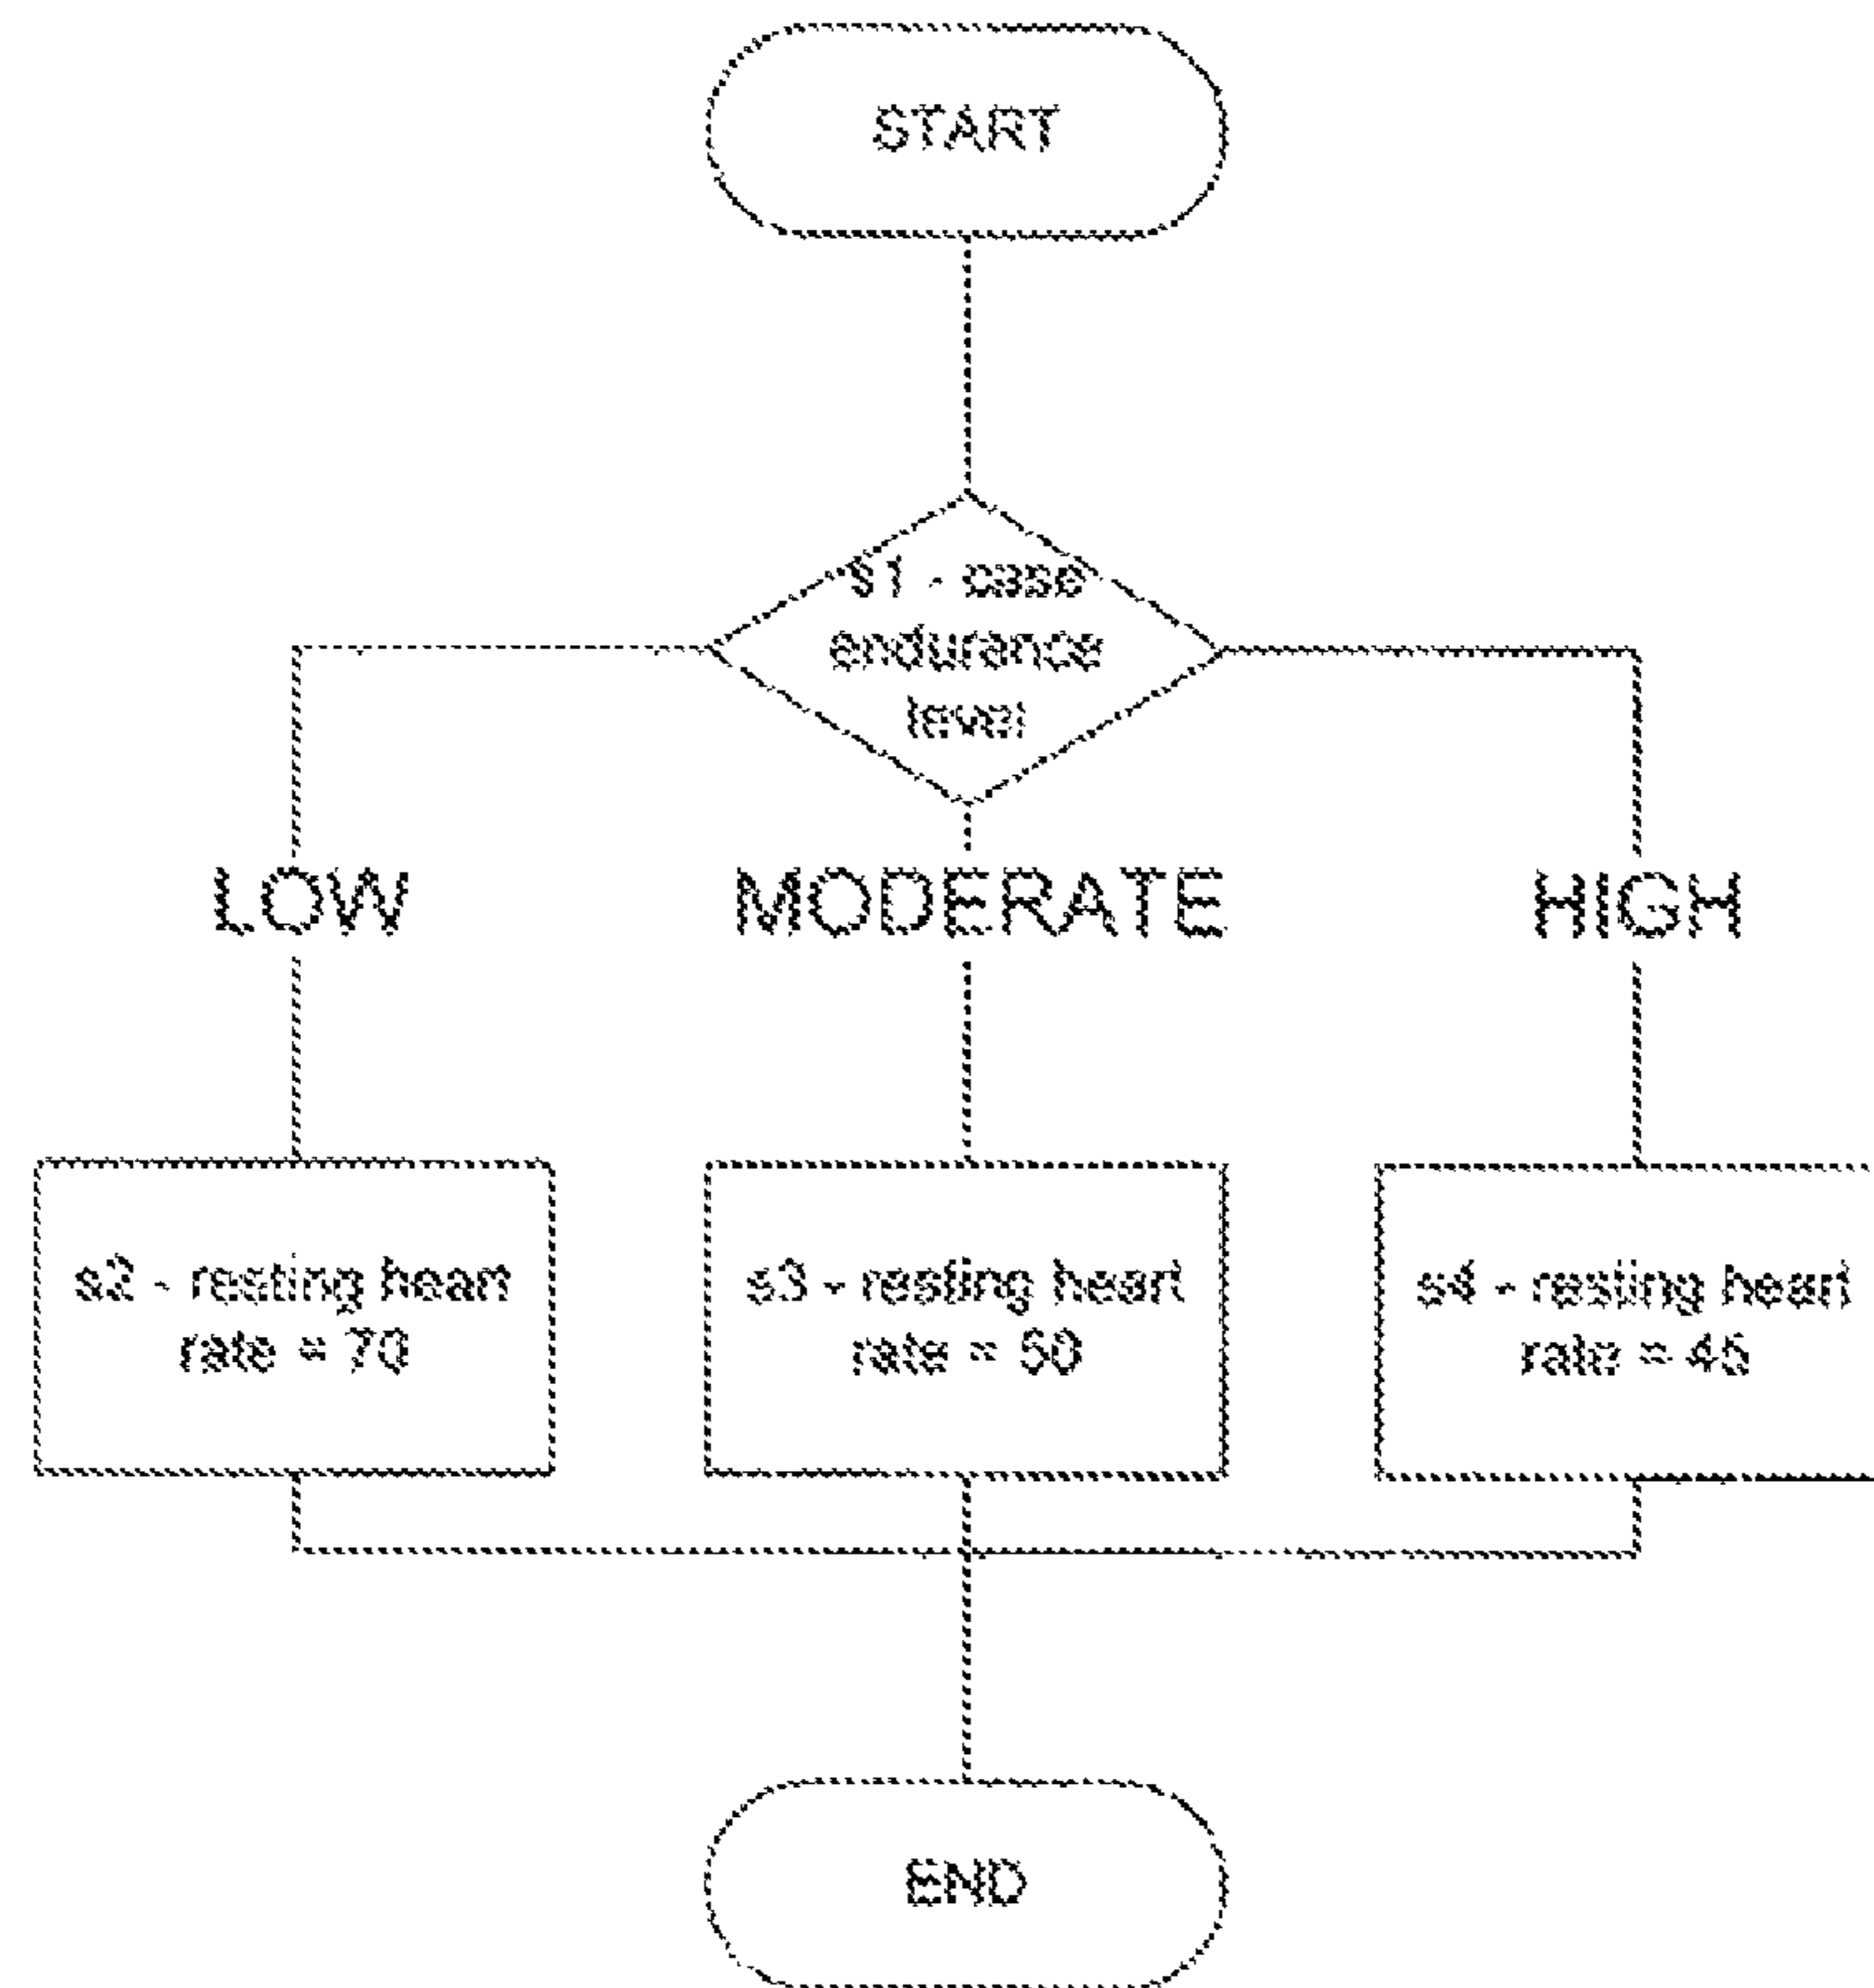 START
s1 - case
endurance
level
LOW MODERATE HIGH
s2 - resting heart
rate = 70
s3 - resting heart
rate =
s4 - resting heart
rate = 45
END